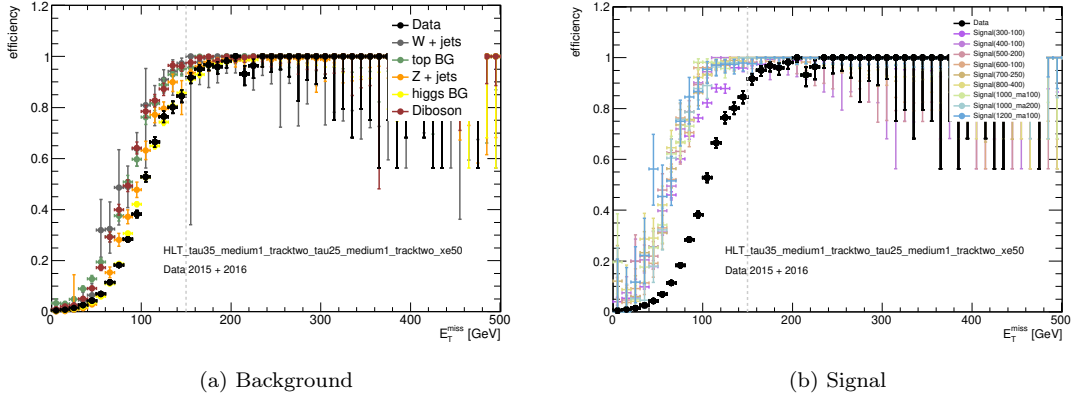 efficiency
1.2
1
0.8
0.6
0.4
0.2
0
Data
W + jets
top BG
Z + jets
higgs BG
Diboson
HLT_tau35_medium1_tracktwo_tau25_medium1_tracktwo_xe50
Data 2015 + 2016
0 100 200 300 400 500
E_T^miss [GeV]
(a) Background
efficiency
1.2
1
0.8
0.6
0.4
0.2
0
Data
Signal(300-100)
Signal(400-100)
Signal(500-200)
Signal(600-100)
Signal(700-250)
Signal(800-400)
Signal(1000_ma100)
Signal(1000_ma200)
Signal(1200_ma100)
HLT_tau35_medium1_tracktwo_tau25_medium1_tracktwo_xe50
Data 2015 + 2016
0 100 200 300 400 500
E_T^miss [GeV]
(b) Signal